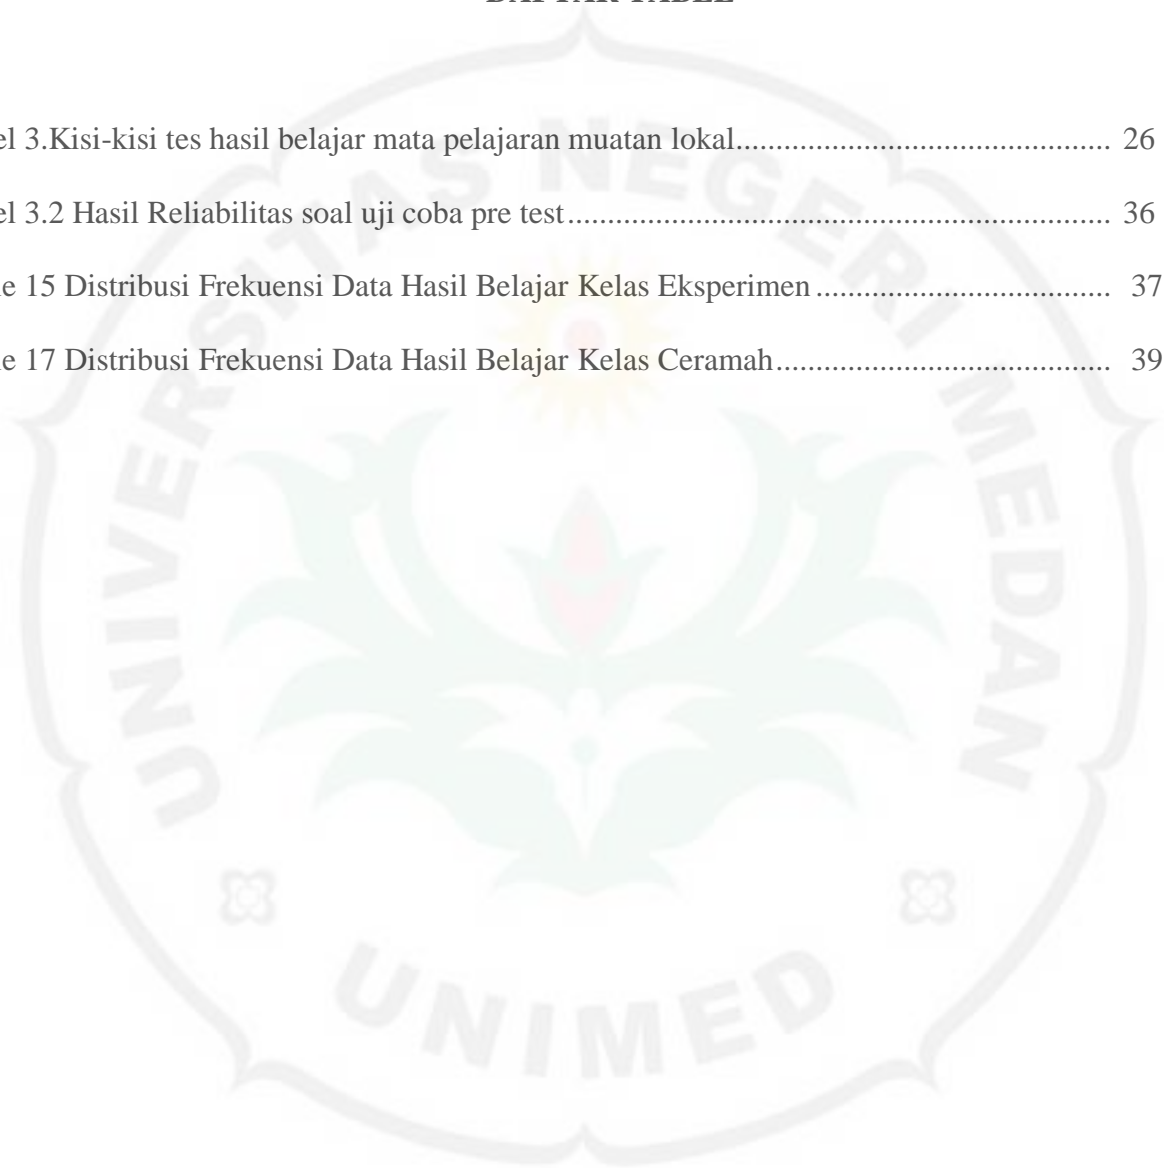 DAFTAR TABEL
el 3.Kisi-kisi tes hasil belajar mata pelajaran muatan lokal.......................................... 26
el 3.2 Hasil Reliabilitas soal uji coba pre test............................................................. 36
e 15 Distribusi Frekuensi Data Hasil Belajar Kelas Eksperimen................................. 37
e 17 Distribusi Frekuensi Data Hasil Belajar Kelas Ceramah..................................... 39
UNIVERSITAS NEGERI MEDAN
UNIMED